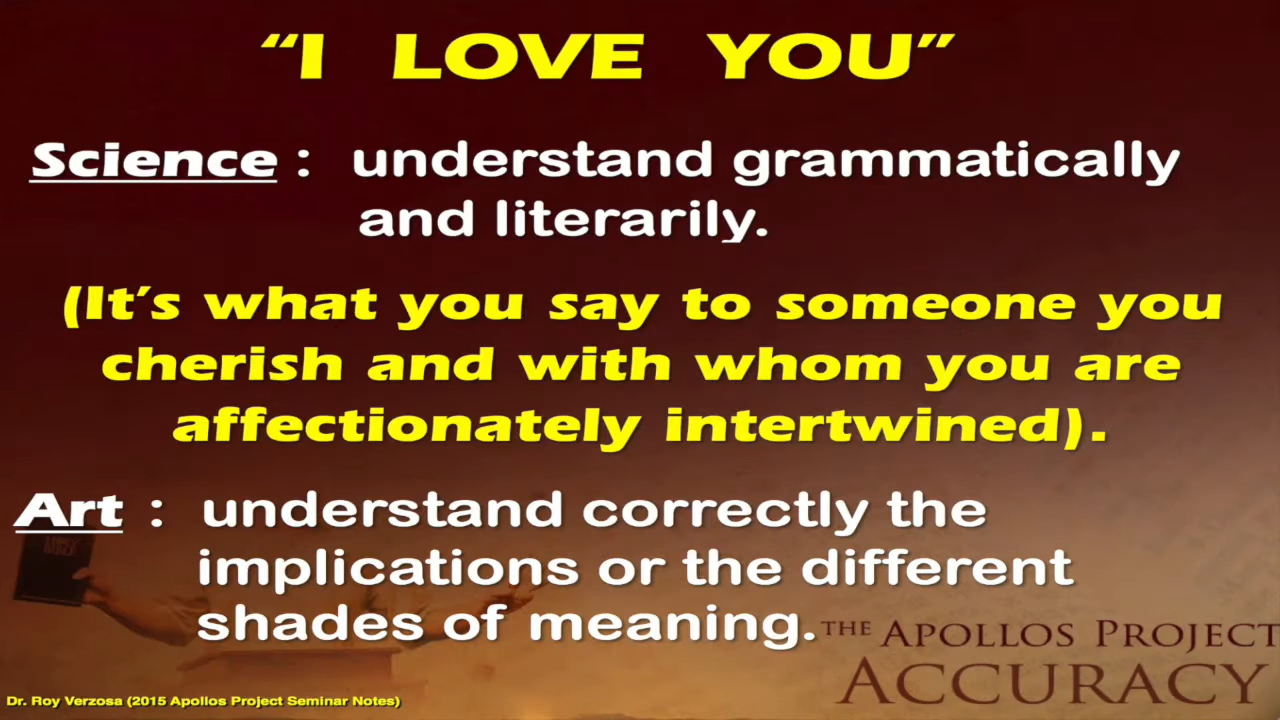 “I LOVE YOU”
Science : understand grammatically
and literarily.
(It’s what you say to someone you
cherish and with whom you are
affectionately intertwined).
Art : understand correctly the
implications or the different
shades of meaning.
THE APOLLOS PROJECT
ACCURACY
Dr. Roy Verzosa (2015 Apollos Project Seminar Notes)